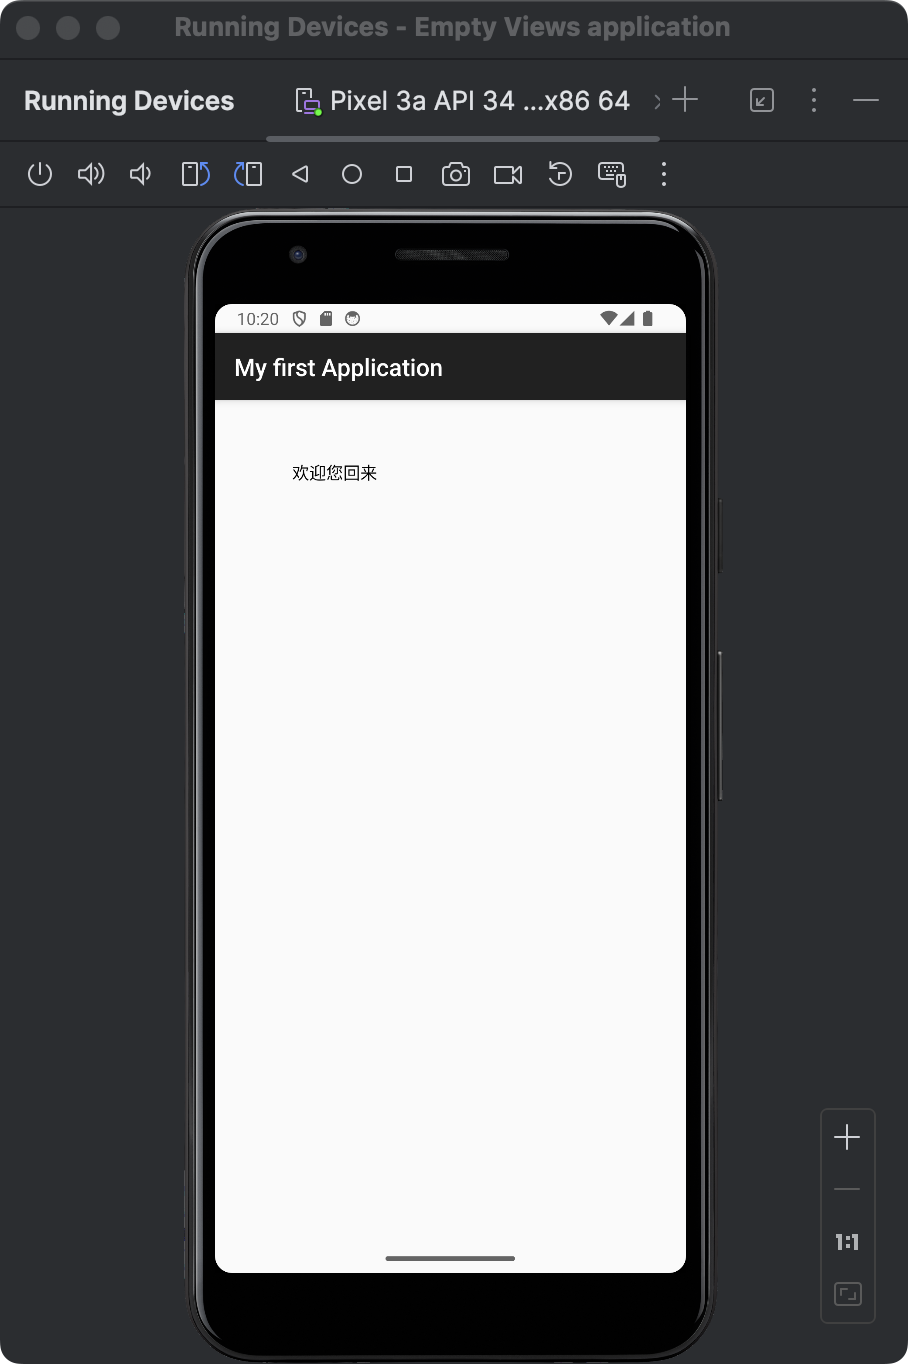 Running Devices - Empty Views application
Running Devices
Pixel 3a API 34 ...x86 64
10:20
My first Application
欢迎您回来
1:1